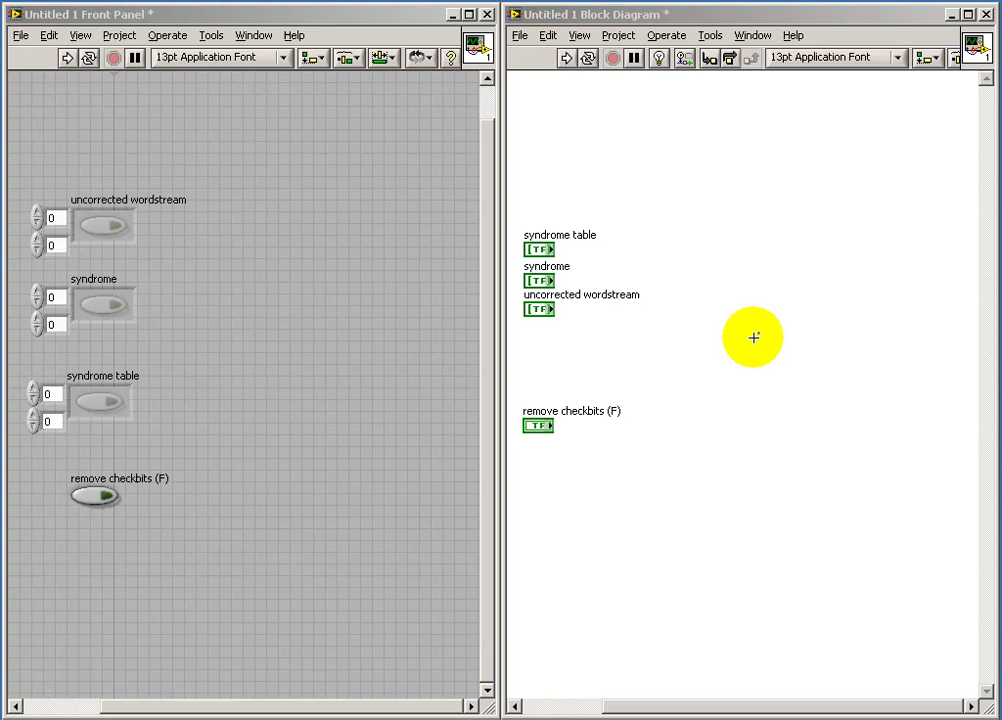 Untitled 1 Front Panel *
File Edit View Project Operate Tools Window Help
13pt Application Font
1
uncorrected wordstream
0
0
syndrome
0
0
syndrome table
0
0
remove checkbits (F)
Untitled 1 Block Diagram *
File Edit View Project Operate Tools Window Help
13pt Application Font
1
syndrome table
[TF]
syndrome
[TF]
uncorrected wordstream
[TF]
remove checkbits (F)
TF